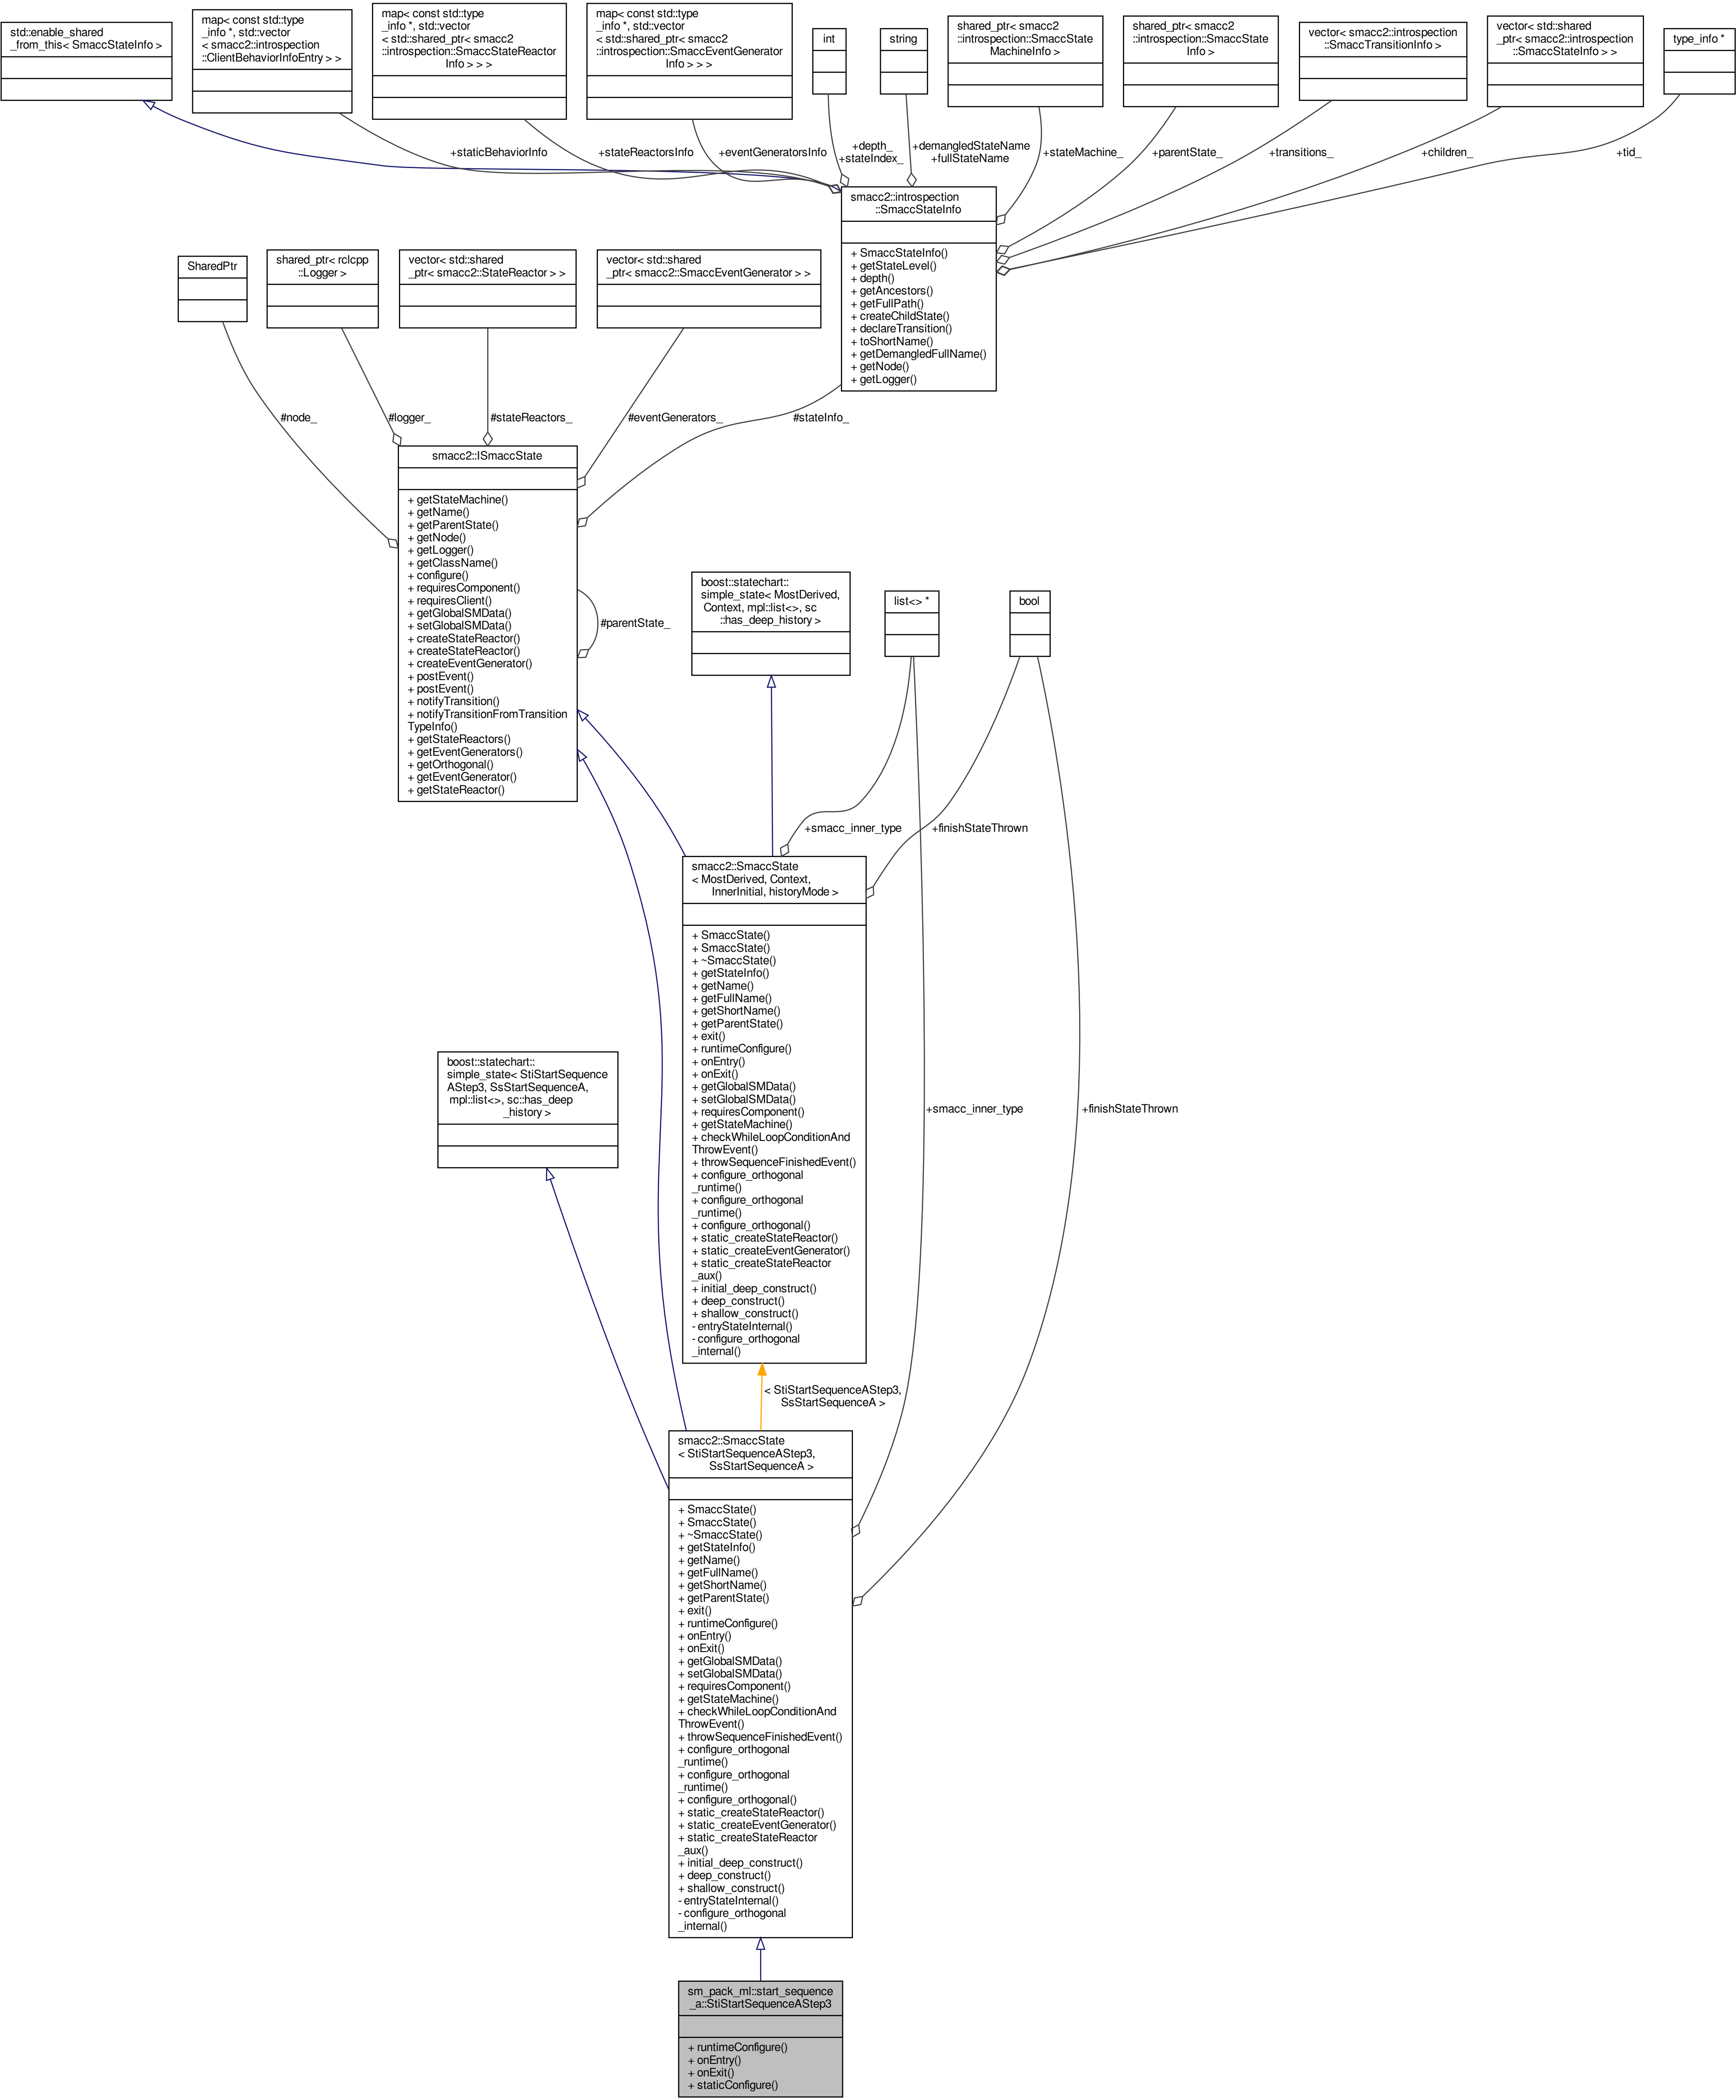 std::enable_shared
_from_this< SmaccStateInfo >
map< const std::type
_info *, std::vector
< smacc2::introspection
::ClientBehaviorInfoEntry > >
map< const std::type
_info *, std::vector
< std::shared_ptr< smacc2
::introspection::SmaccStateReactor
Info > > >
map< const std::type
_info *, std::vector
< std::shared_ptr< smacc2
::introspection::SmaccEventGenerator
Info > > >
int
string
shared_ptr< smacc2
::introspection::SmaccState
MachineInfo >
shared_ptr< smacc2
::introspection::SmaccState
Info >
vector< smacc2::introspection
::SmaccTransitionInfo >
vector< std::shared
_ptr< smacc2::introspection
::SmaccStateInfo > >
type_info *
+staticBehaviorInfo
+stateReactorsInfo
+eventGeneratorsInfo
+depth_
+stateIndex_
+demangledStateName
+fullStateName
+stateMachine_
+parentState_
+transitions_
+children_
+tid_
smacc2::introspection
::SmaccStateInfo
+ SmaccStateInfo()
+ getStateLevel()
+ depth()
+ getAncestors()
+ getFullPath()
+ createChildState()
+ declareTransition()
+ toShortName()
+ getDemangledFullName()
+ getNode()
+ getLogger()
SharedPtr
shared_ptr< rclcpp
::Logger >
vector< std::shared
_ptr< smacc2::StateReactor > >
vector< std::shared
_ptr< smacc2::SmaccEventGenerator > >
#node_
#logger_
#stateReactors_
#eventGenerators_
#stateInfo_
smacc2::ISmaccState
+ getStateMachine()
+ getName()
+ getParentState()
+ getNode()
+ getLogger()
+ getClassName()
+ configure()
+ requiresComponent()
+ requiresClient()
+ getGlobalSMData()
+ setGlobalSMData()
+ createStateReactor()
+ createStateReactor()
+ createEventGenerator()
+ postEvent()
+ postEvent()
+ notifyTransition()
+ notifyTransitionFromTransition
TypeInfo()
+ getStateReactors()
+ getEventGenerators()
+ getOrthogonal()
+ getEventGenerator()
+ getStateReactor()
#parentState_
boost::statechart::
simple_state< MostDerived,
Context, mpl::list<>, sc
::has_deep_history >
list<> *
bool
+smacc_inner_type
+finishStateThrown
smacc2::SmaccState
< MostDerived, Context,
InnerInitial, historyMode >
+ SmaccState()
+ SmaccState()
+ ~SmaccState()
+ getStateInfo()
+ getName()
+ getFullName()
+ getShortName()
+ getParentState()
+ exit()
+ runtimeConfigure()
+ onEntry()
+ onExit()
+ getGlobalSMData()
+ setGlobalSMData()
+ requiresComponent()
+ getStateMachine()
+ checkWhileLoopConditionAnd
ThrowEvent()
+ throwSequenceFinishedEvent()
+ configure_orthogonal
_runtime()
+ configure_orthogonal
_runtime()
+ configure_orthogonal()
+ static_createStateReactor()
+ static_createEventGenerator()
+ static_createStateReactor
_aux()
+ initial_deep_construct()
+ deep_construct()
+ shallow_construct()
- entryStateInternal()
- configure_orthogonal
_internal()
boost::statechart::
simple_state< StiStartSequence
AStep3, SsStartSequenceA,
mpl::list<>, sc::has_deep
_history >
+smacc_inner_type
+finishStateThrown
< StiStartSequenceAStep3,
SsStartSequenceA >
smacc2::SmaccState
< StiStartSequenceAStep3,
SsStartSequenceA >
+ SmaccState()
+ SmaccState()
+ ~SmaccState()
+ getStateInfo()
+ getName()
+ getFullName()
+ getShortName()
+ getParentState()
+ exit()
+ runtimeConfigure()
+ onEntry()
+ onExit()
+ getGlobalSMData()
+ setGlobalSMData()
+ requiresComponent()
+ getStateMachine()
+ checkWhileLoopConditionAnd
ThrowEvent()
+ throwSequenceFinishedEvent()
+ configure_orthogonal
_runtime()
+ configure_orthogonal
_runtime()
+ configure_orthogonal()
+ static_createStateReactor()
+ static_createEventGenerator()
+ static_createStateReactor
_aux()
+ initial_deep_construct()
+ deep_construct()
+ shallow_construct()
- entryStateInternal()
- configure_orthogonal
_internal()
sm_pack_ml::start_sequence
_a::StiStartSequenceAStep3
+ runtimeConfigure()
+ onEntry()
+ onExit()
+ staticConfigure()